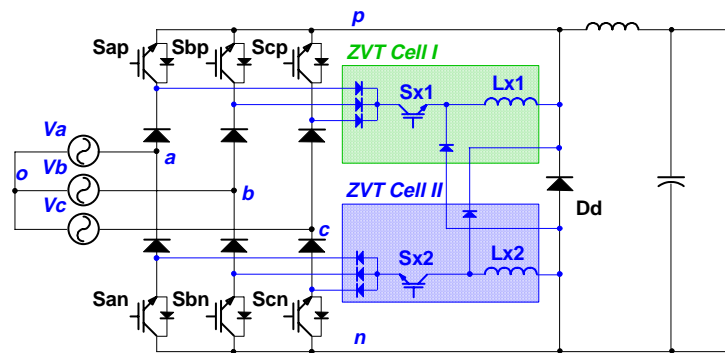 p
Sap Sbp Scp
ZVT Cell I
Sx1 Lx1
Va
a
o Vb
b
Vc
c
ZVT Cell II
Dd
Sx2 Lx2
San Sbn Scn
n